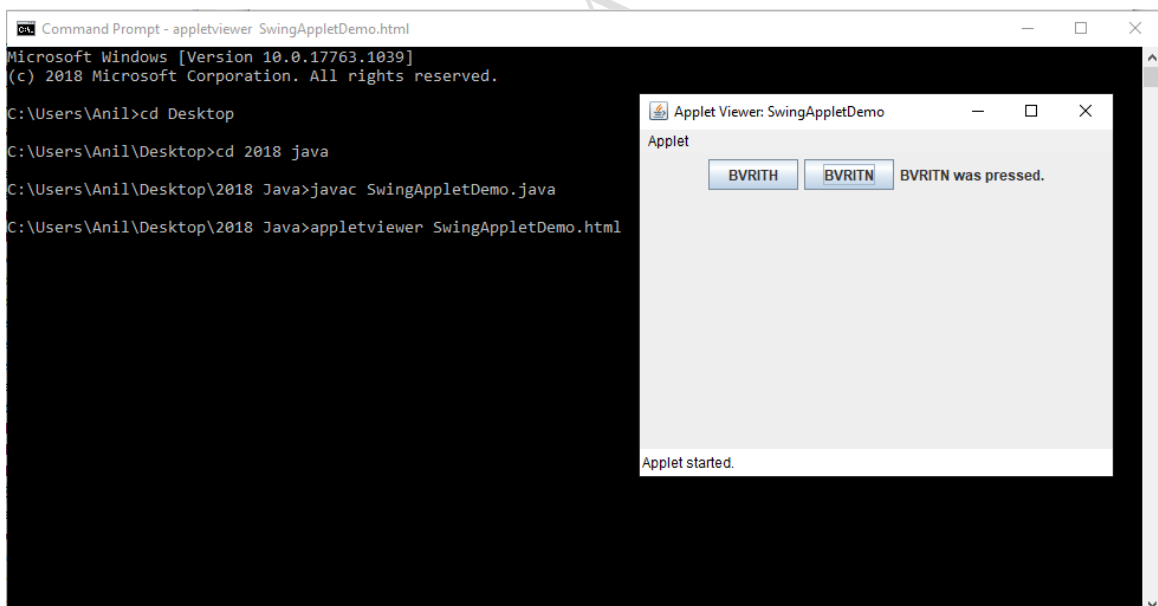 Command Prompt - appletviewer SwingAppletDemo.html
Microsoft Windows [Version 10.0.17763.1039]
(c) 2018 Microsoft Corporation. All rights reserved.
C:\Users\Anil>cd Desktop
C:\Users\Anil\Desktop>cd 2018 java
C:\Users\Anil\Desktop\2018 Java>javac SwingAppletDemo.java
C:\Users\Anil\Desktop\2018 Java>appletviewer SwingAppletDemo.html
Applet Viewer: SwingAppletDemo
Applet
BVRITH BVRITN BVRITN was pressed.
Applet started.